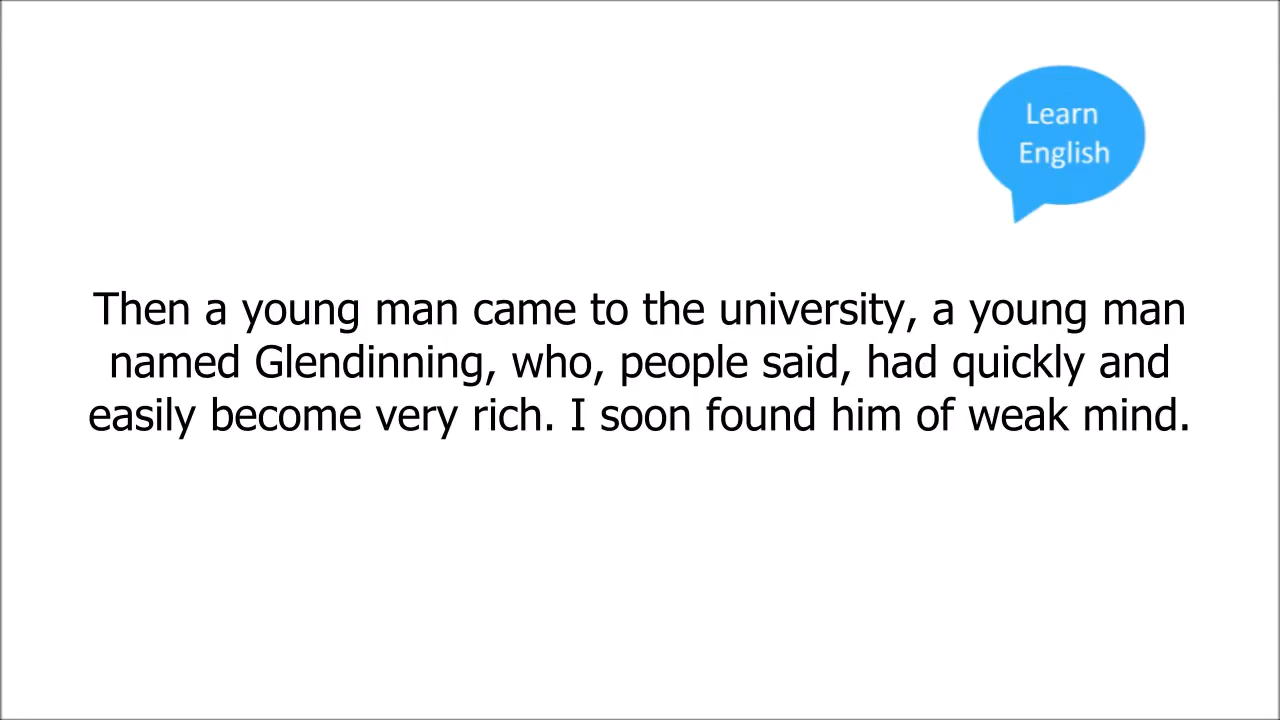 Learn
English
Then a young man came to the university, a young man
named Glendinning, who, people said, had quickly and
easily become very rich. I soon found him of weak mind.